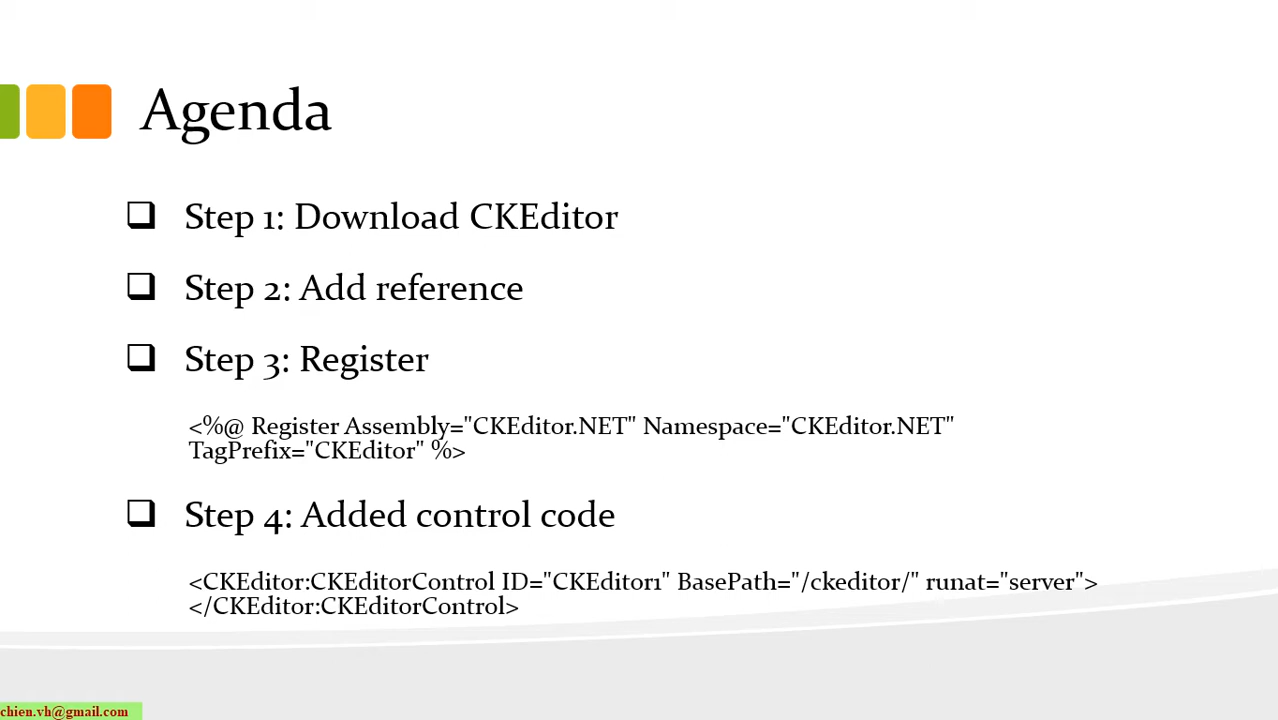 Agenda
Step 1: Download CKEditor
Step 2: Add reference
Step 3: Register
<%@ Register Assembly="CKEditor.NET" Namespace="CKEditor.NET"
TagPrefix="CKEditor" %>
Step 4: Added control code
<CKEditor:CKEditorControl ID="CKEditor1" BasePath="/ckeditor/" runat="server">
</CKEditor:CKEditorControl>
chien.vh@gmail.com